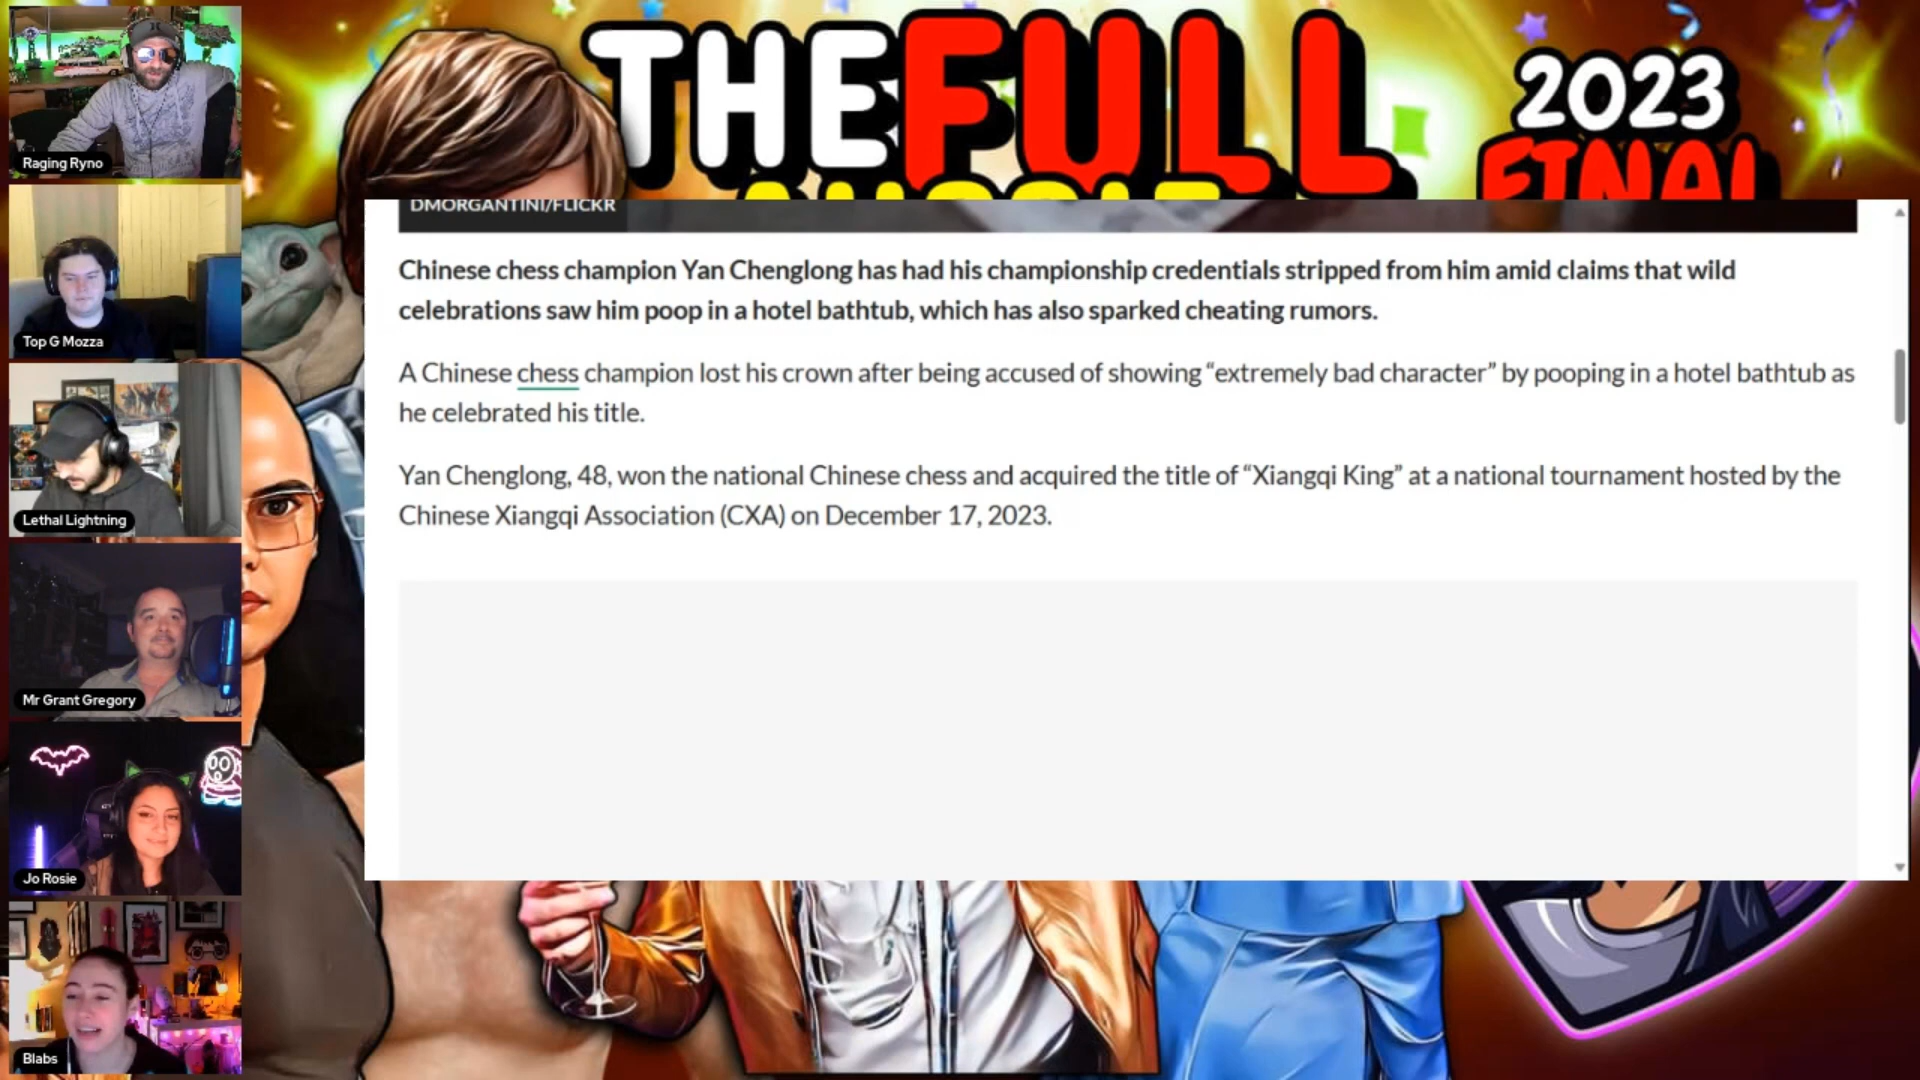 THE FULL
2023
FINAL
AUSSIE
DMORGANTINI/FLICKR
Chinese chess champion Yan Chenglong has had his championship credentials stripped from him amid claims that wild
celebrations saw him poop in a hotel bathtub, which has also sparked cheating rumors.
A Chinese chess champion lost his crown after being accused of showing “extremely bad character” by pooping in a hotel bathtub as
he celebrated his title.
Yan Chenglong, 48, won the national Chinese chess and acquired the title of “Xiangqi King” at a national tournament hosted by the
Chinese Xiangqi Association (CXA) on December 17, 2023.
Raging Ryno
Top G Mozza
Lethal Lightning
Mr Grant Gregory
Jo Rosie
Blabs